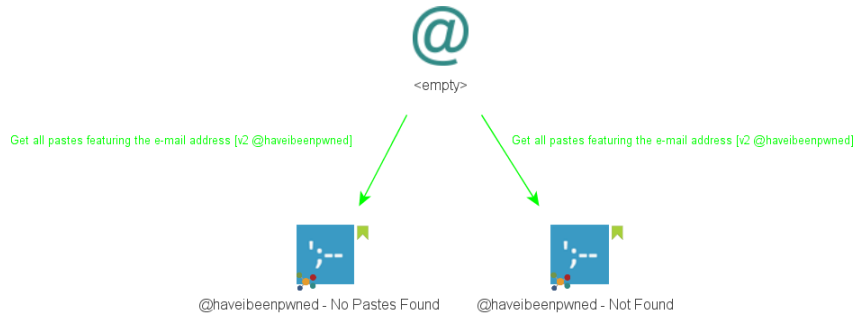 @
<empty>
Get all pastes featuring the e-mail address [v2 @haveibeenpwned]
Get all pastes featuring the e-mail address [v2 @haveibeenpwned]
';--
';--
@haveibeenpwned - No Pastes Found
@haveibeenpwned - Not Found